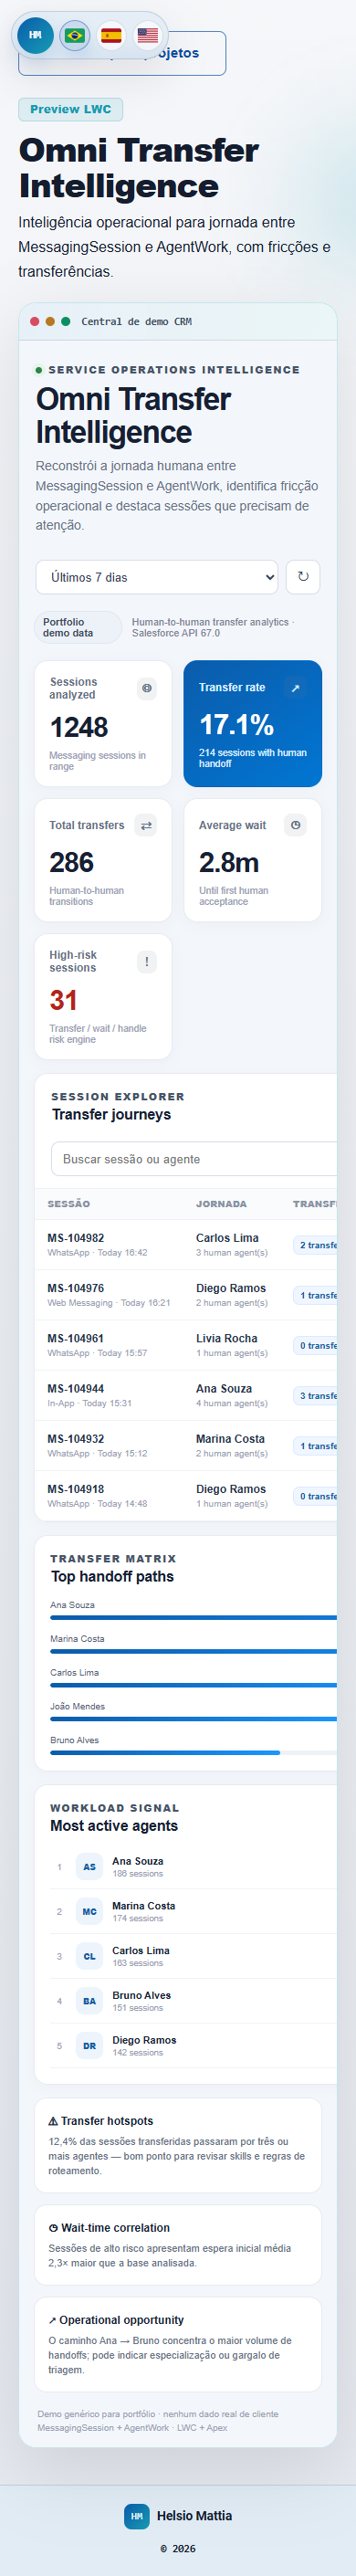 HM
ojetos
Preview LWC
Omni Transfer
Intelligence
Inteligência operacional para jornada entre
MessagingSession e AgentWork, com fricções e
transferências.
Central de demo CRM
SERVICE OPERATIONS INTELLIGENCE
Omni Transfer
Intelligence
Reconstrói a jornada humana entre
MessagingSession e AgentWork, identifica fricção
operacional e destaca sessões que precisam de
atenção.
Últimos 7 dias
Portfolio
demo data
Human-to-human transfer analytics ·
Salesforce API 67.0
Sessions
analyzed
1248
Messaging sessions in
range
Transfer rate
17.1%
214 sessions with human
handoff
Total transfers
286
Human-to-human
transitions
Average wait
2.8m
Until first human
acceptance
High-risk
sessions
!
31
Transfer / wait / handle
risk engine
SESSION EXPLORER
Transfer journeys
Buscar sessão ou agente
SESSÃO JORNADA TRANSF
MS-104982 Carlos Lima 2 transfe
WhatsApp · Today 16:42 3 human agent(s)
MS-104976 Diego Ramos 1 transfe
Web Messaging · Today 16:21 2 human agent(s)
MS-104961 Livia Rocha 0 transfe
WhatsApp · Today 15:57 1 human agent(s)
MS-104944 Ana Souza 3 transfe
In-App · Today 15:31 4 human agent(s)
MS-104932 Marina Costa 1 transfe
WhatsApp · Today 15:12 2 human agent(s)
MS-104918 Diego Ramos 0 transfe
WhatsApp · Today 14:48 1 human agent(s)
TRANSFER MATRIX
Top handoff paths
Ana Souza
Marina Costa
Carlos Lima
João Mendes
Bruno Alves
WORKLOAD SIGNAL
Most active agents
1 AS Ana Souza
186 sessions
2 MC Marina Costa
174 sessions
3 CL Carlos Lima
163 sessions
4 BA Bruno Alves
151 sessions
5 DR Diego Ramos
142 sessions
⚠ Transfer hotspots
12,4% das sessões transferidas passaram por três ou
mais agentes — bom ponto para revisar skills e regras de
roteamento.
◷ Wait-time correlation
Sessões de alto risco apresentam espera inicial média
2,3× maior que a base analisada.
↗ Operational opportunity
O caminho Ana → Bruno concentra o maior volume de
handoffs; pode indicar especialização ou gargalo de
triagem.
Demo genérico para portfólio · nenhum dado real de cliente
MessagingSession + AgentWork · LWC + Apex
HM Helsio Mattia
© 2026